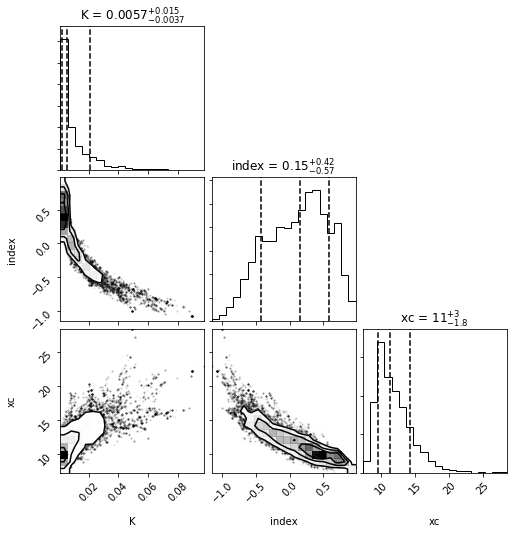 K = 0.0057+0.015−0.0037
index = 0.15+0.42−0.57
index
0.5
0.0
−0.5
−1.0
xc = 11+3−1.8
xc
25
20
15
10
0.02 0.04 0.06 0.08
−1.0 −0.5 0.0 0.5
10 15 20 25
K index xc